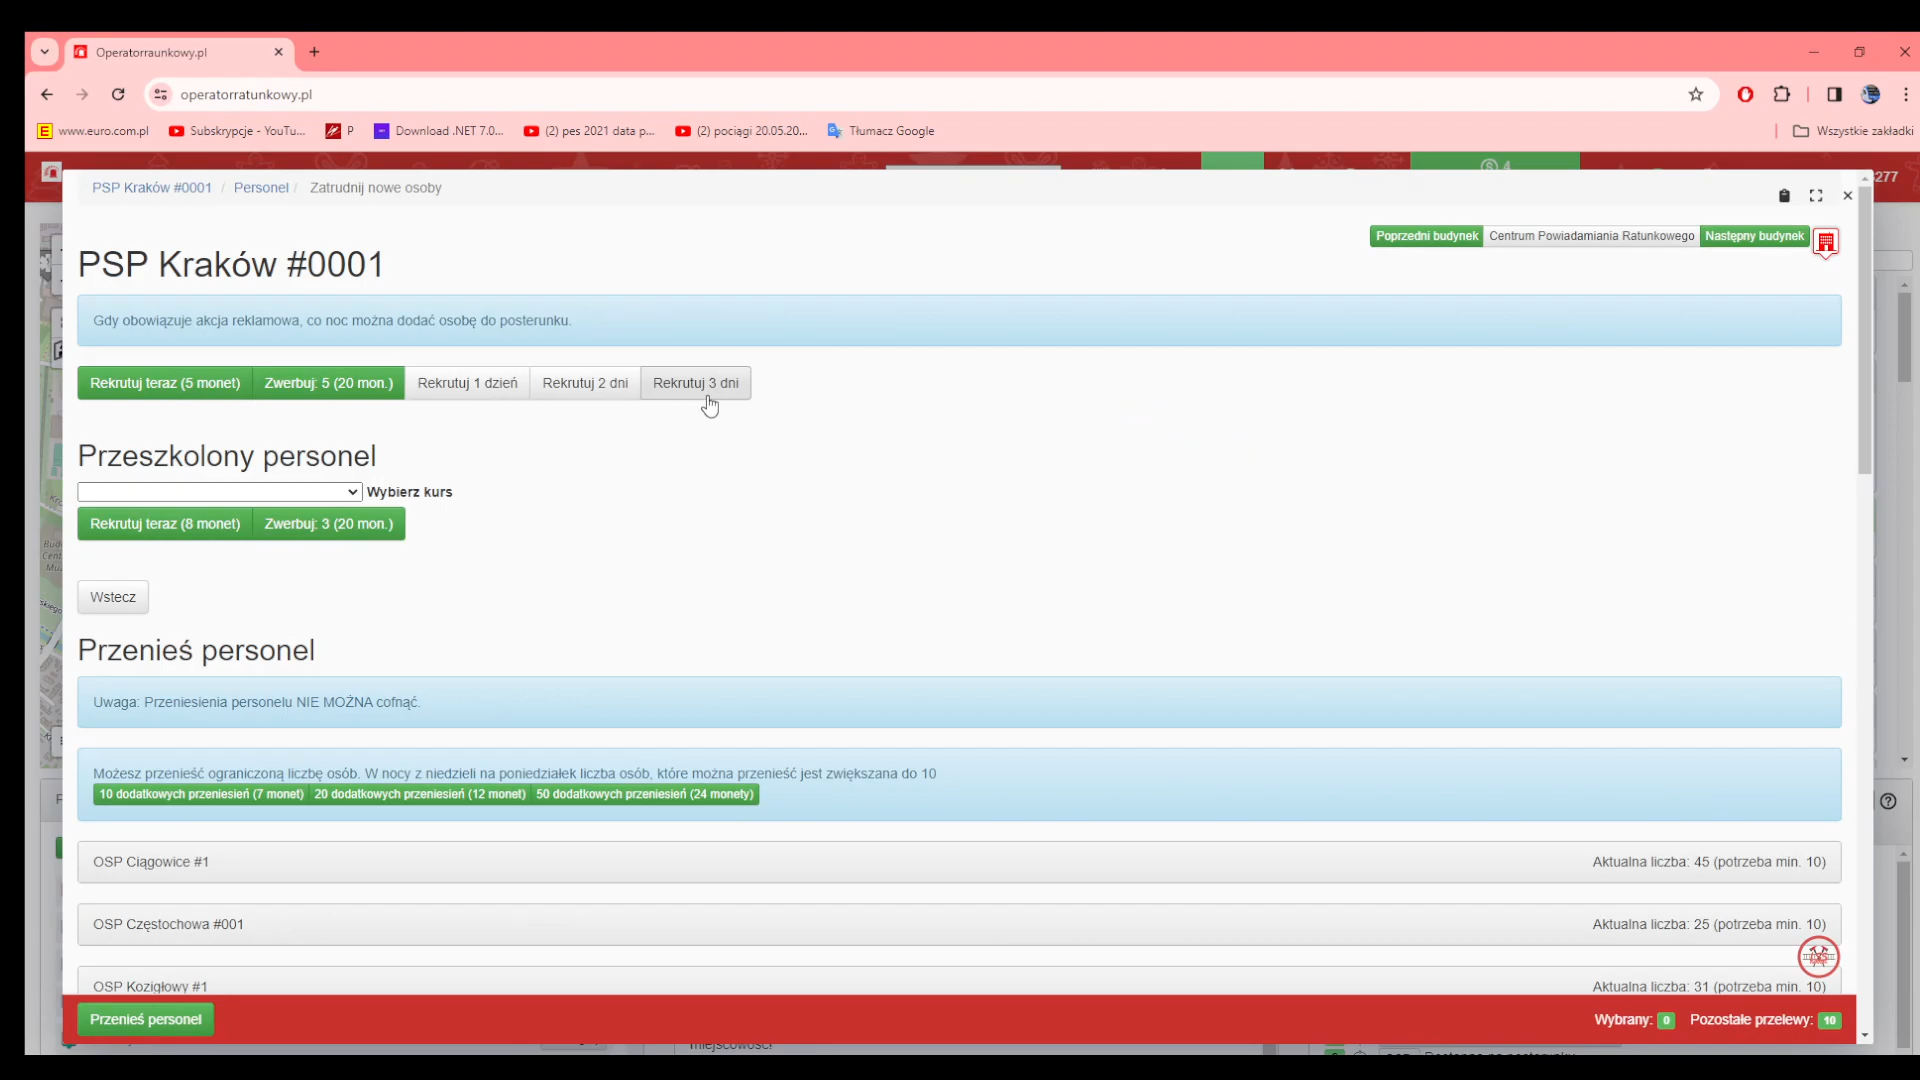 Operatorraunkowy.pl
operatorratunkowy.pl
www.euro.com.pl
Subskrypcje - YouTu...
P
Download .NET 7.0...
(2) pes 2021 data p...
(2) pociągi 20.05.20...
Tłumacz Google
Wszystkie zakładki
4
277
PSP Kraków #0001 / Personel / Zatrudnij nowe osoby
Poprzedni budynek Centrum Powiadamiania Ratunkowego Następny budynek
PSP Kraków #0001
Gdy obowiązuje akcja reklamowa, co noc można dodać osobę do posterunku.
Rekrutuj teraz (5 monet) Zwerbuj: 5 (20 mon.) Rekrutuj 1 dzień Rekrutuj 2 dni Rekrutuj 3 dni
Przeszkolony personel
Wybierz kurs
Rekrutuj teraz (8 monet) Zwerbuj: 3 (20 mon.)
Wstecz
Przenieś personel
Uwaga: Przeniesienia personelu NIE MOŻNA cofnąć.
Możesz przenieść ograniczoną liczbę osób. W nocy z niedzieli na poniedziałek liczba osób, które można przenieść jest zwiększana do 10
10 dodatkowych przeniesień (7 monet) 20 dodatkowych przeniesień (12 monet) 50 dodatkowych przeniesień (24 monety)
OSP Ciągowice #1 Aktualna liczba: 45 (potrzeba min. 10)
OSP Częstochowa #001 Aktualna liczba: 25 (potrzeba min. 10)
OSP Koziegłowy #1 Aktualna liczba: 31 (potrzeba min. 10)
Przenieś personel Wybrany: 0 Pozostałe przelewy: 10